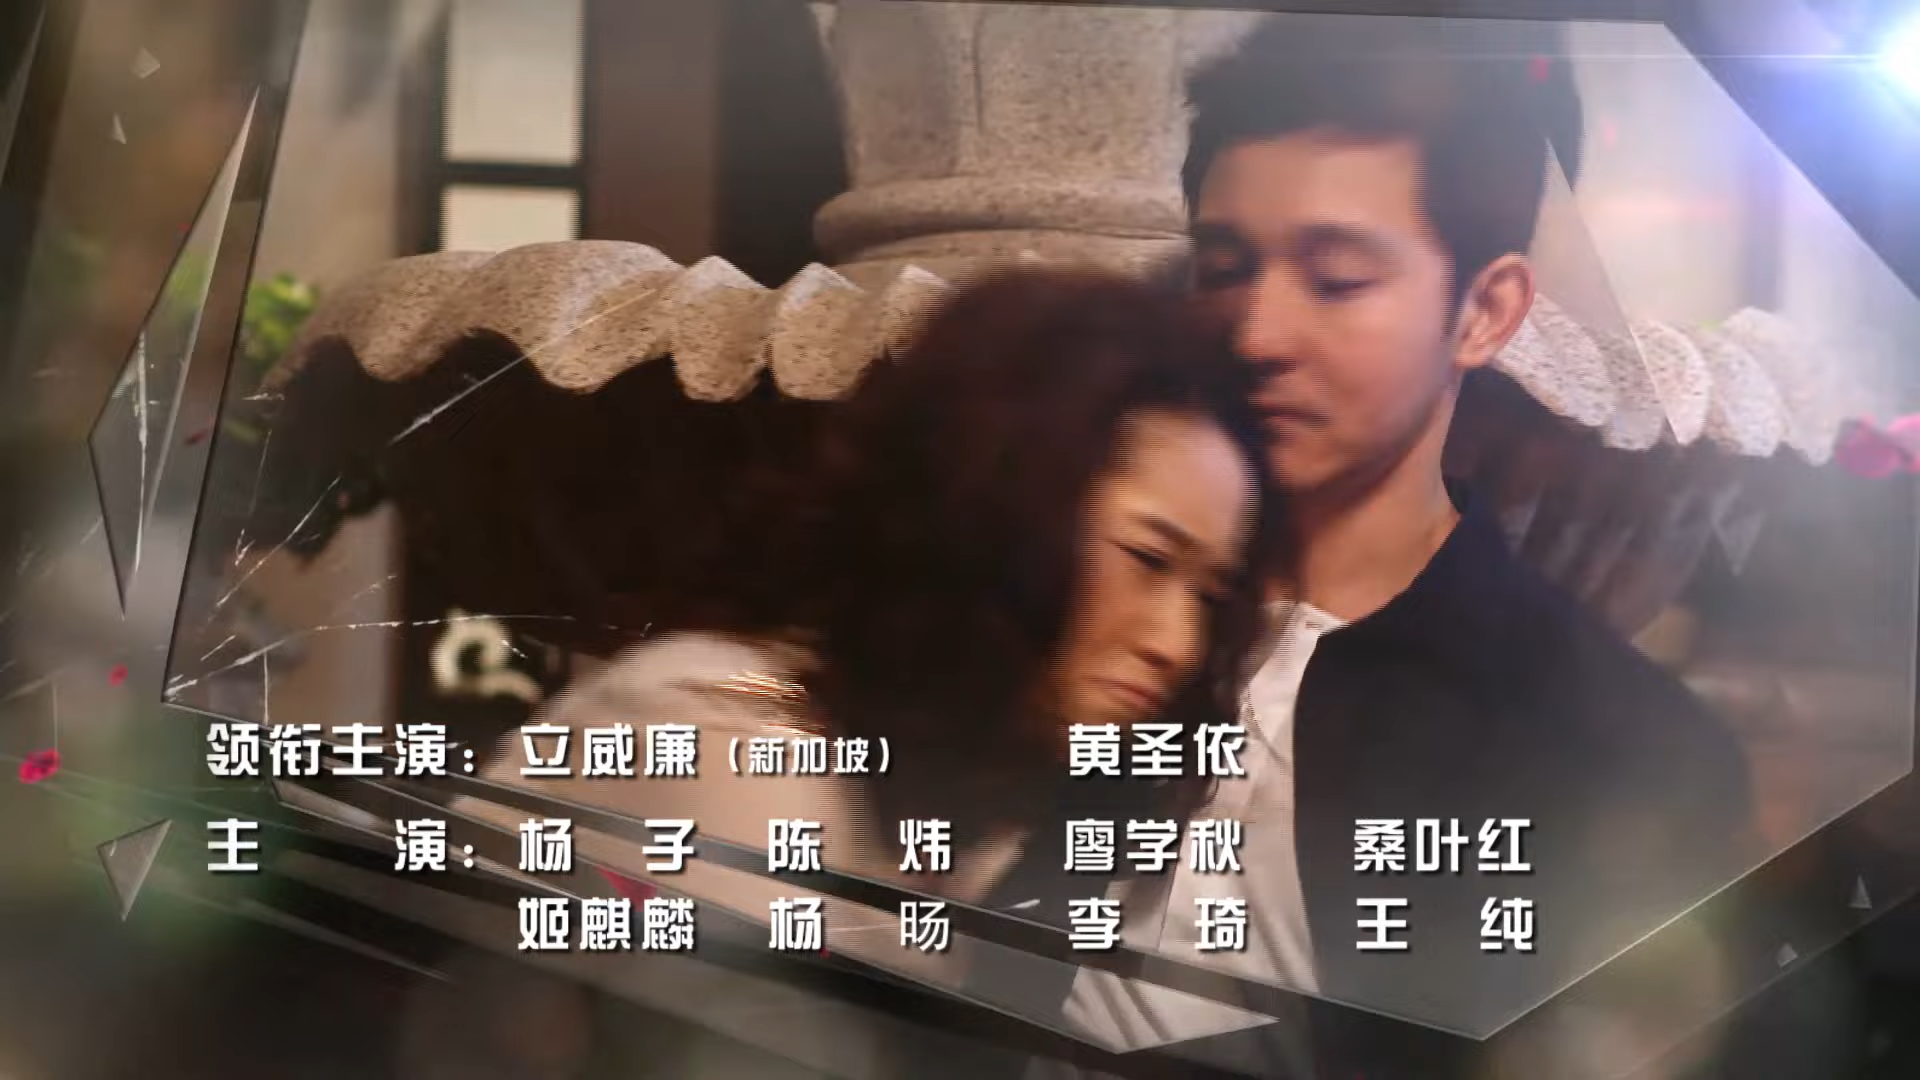 领衔主演：立威廉（新加坡） 黄圣依
主 演：杨 子 陈 炜 廖学秋 桑叶红
姬麒麟 杨 旸 李 琦 王 纯